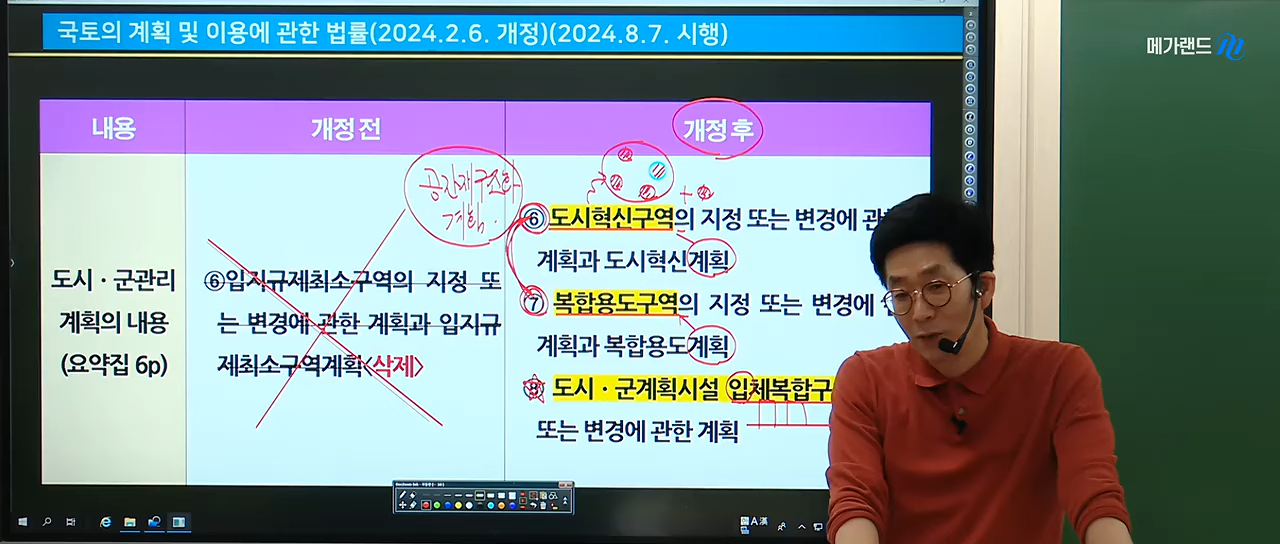 국토의 계획 및 이용에 관한 법률(2024.2.6. 개정)(2024.8.7. 시행)
메가랜드
내용
개정 전
개정 후
도시·군관리
계획의 내용
(요약집 6p)
⑥입지규제최소구역의 지정 또
는 변경에 관한 계획과 입지규
제최소구역계획<삭제>
공간재구조화
계획.
⑥ 도시혁신구역의 지정 또는 변경에 관
계획과 도시혁신계획
⑦ 복합용도구역의 지정 또는 변경에
계획과 복합용도계획
⑧ 도시·군계획시설 입체복합구
또는 변경에 관한 계획
A 漢